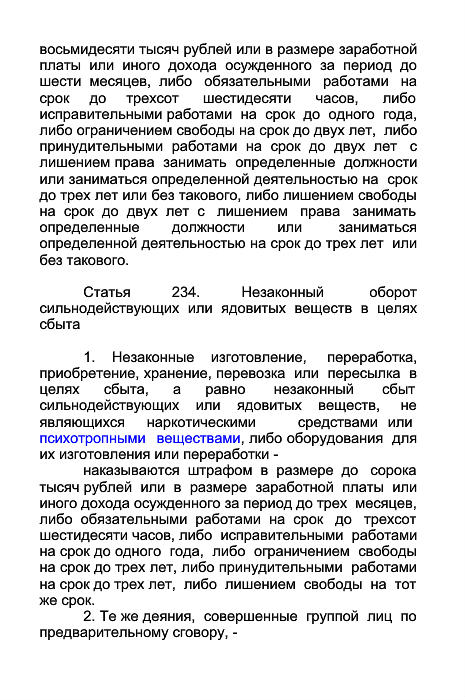 восьмидесяти тысяч рублей или в размере заработной
платы или иного дохода осужденного за период до
шести месяцев, либо обязательными работами на
срок до трехсот шестидесяти часов, либо
исправительными работами на срок до одного года,
либо ограничением свободы на срок до двух лет, либо
принудительными работами на срок до двух лет с
лишением права занимать определенные должности
или заниматься определенной деятельностью на срок
до трех лет или без такового, либо лишением свободы
на срок до двух лет с лишением права занимать
определенные должности или заниматься
определенной деятельностью на срок до трех лет или
без такового.
Статья 234. Незаконный оборот
сильнодействующих или ядовитых веществ в целях
сбыта
1. Незаконные изготовление, переработка,
приобретение, хранение, перевозка или пересылка в
целях сбыта, а равно незаконный сбыт
сильнодействующих или ядовитых веществ, не
являющихся наркотическими средствами или
психотропными веществами, либо оборудования для
их изготовления или переработки -
наказываются штрафом в размере до сорока
тысяч рублей или в размере заработной платы или
иного дохода осужденного за период до трех месяцев,
либо обязательными работами на срок до трехсот
шестидесяти часов, либо исправительными работами
на срок до одного года, либо ограничением свободы
на срок до трех лет, либо принудительными работами
на срок до трех лет, либо лишением свободы на тот
же срок.
2. Те же деяния, совершенные группой лиц по
предварительному сговору, -